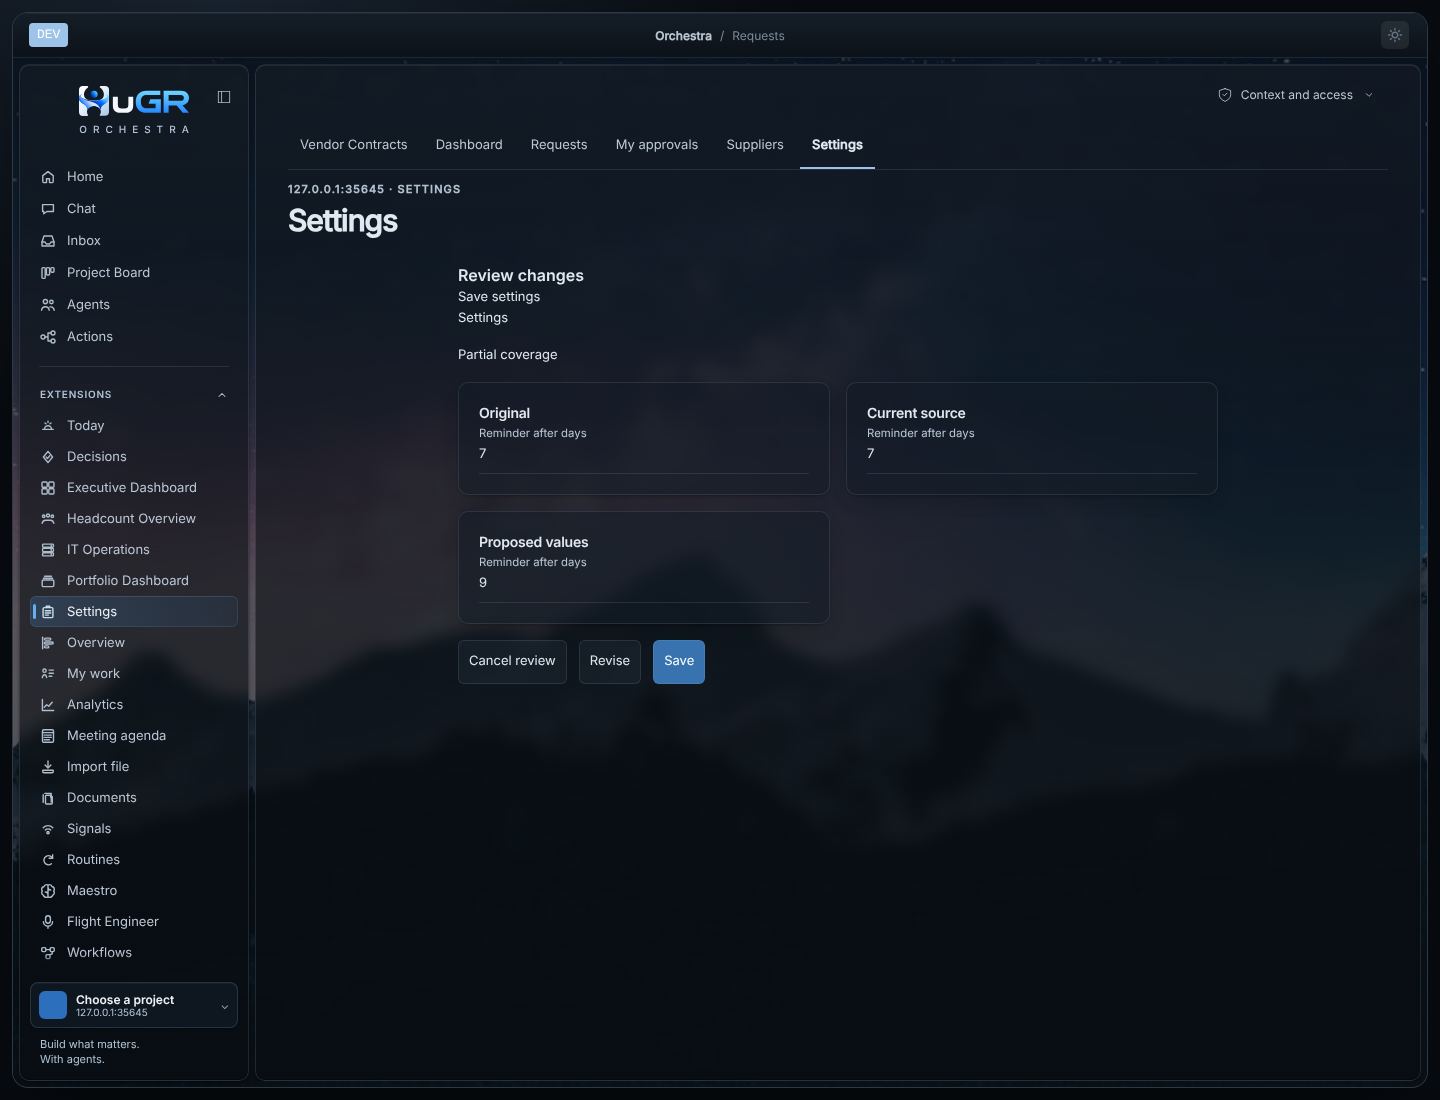 DEV
Orchestra / Requests
HuGR
ORCHESTRA
Home
Chat
Inbox
Project Board
Agents
Actions
EXTENSIONS
Today
Decisions
Executive Dashboard
Headcount Overview
IT Operations
Portfolio Dashboard
Settings
Overview
My work
Analytics
Meeting agenda
Import file
Documents
Signals
Routines
Maestro
Flight Engineer
Workflows
Choose a project
127.0.0.1:35645
Build what matters.
With agents.
Context and access
Vendor Contracts Dashboard Requests My approvals Suppliers Settings
127.0.0.1:35645 · SETTINGS
Settings
Review changes
Save settings
Settings
Partial coverage
Original
Reminder after days
7
Current source
Reminder after days
7
Proposed values
Reminder after days
9
Cancel review Revise Save